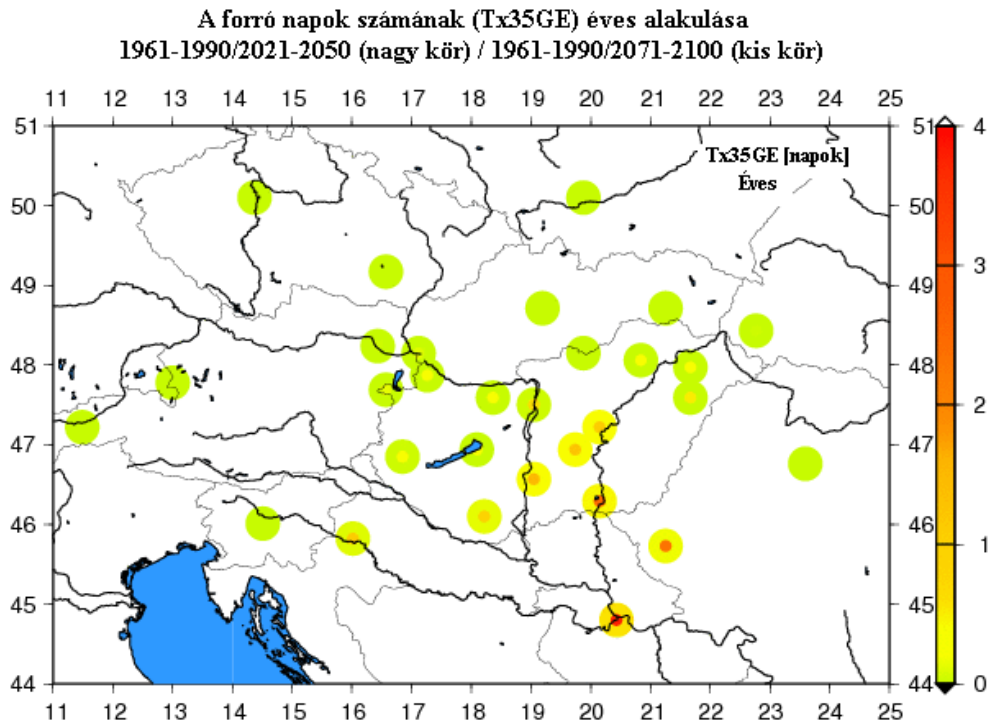 A forró napok számának (Tx35GE) éves alakulása
1961-1990/2021-2050 (nagy kör) / 1961-1990/2071-2100 (kis kör)
11 12 13 14 15 16 17 18 19 20 21 22 23 24 25
51 51 4
Tx35GE [napok]
Éves
50 50
49 49 3
48 48
47 47 2
46 46
45 45 1
44 44 0
11 12 13 14 15 16 17 18 19 20 21 22 23 24 25